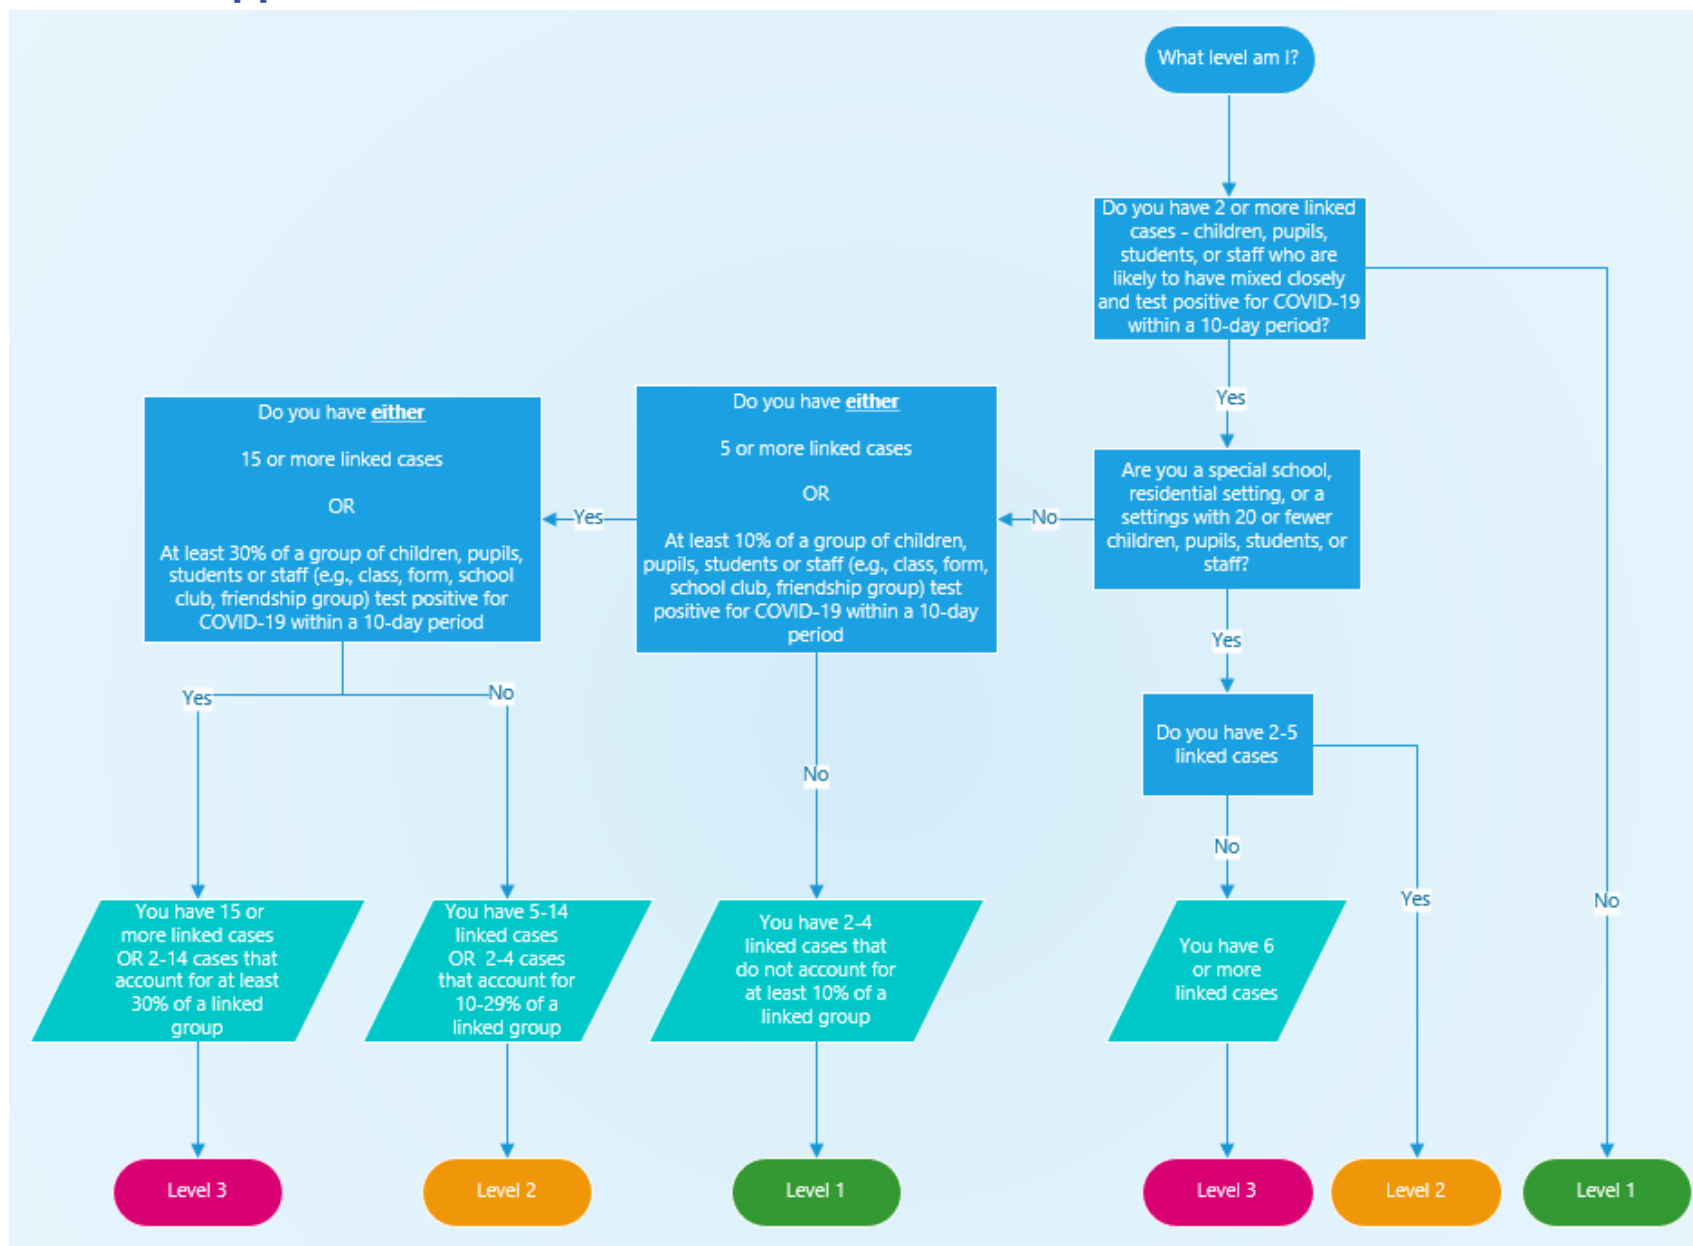 What level am I?
Do you have 2 or more linked
cases - children, pupils,
students, or staff who are
likely to have mixed closely
and test positive for COVID-19
within a 10-day period?
Yes
Are you a special school,
residential setting, or a
settings with 20 or fewer
children, pupils, students, or
staff?
No
Do you have either
5 or more linked cases
OR
At least 10% of a group of children,
pupils, students or staff (e.g., class, form,
school club, friendship group) test
positive for COVID-19 within a 10-day
period
Yes
Do you have either
15 or more linked cases
OR
At least 30% of a group of children, pupils,
students or staff (e.g., class, form, school
club, friendship group) test positive for
COVID-19 within a 10-day period
Yes
No
No
Yes
Do you have 2-5
linked cases
No
Yes
No
You have 15 or
more linked cases
OR 2-14 cases that
account for at least
30% of a linked
group
You have 5-14
linked cases
OR 2-4 cases
that account for
10-29% of a
linked group
You have 2-4
linked cases that
do not account for
at least 10% of a
linked group
You have 6
or more
linked cases
Level 3
Level 2
Level 1
Level 3
Level 2
Level 1